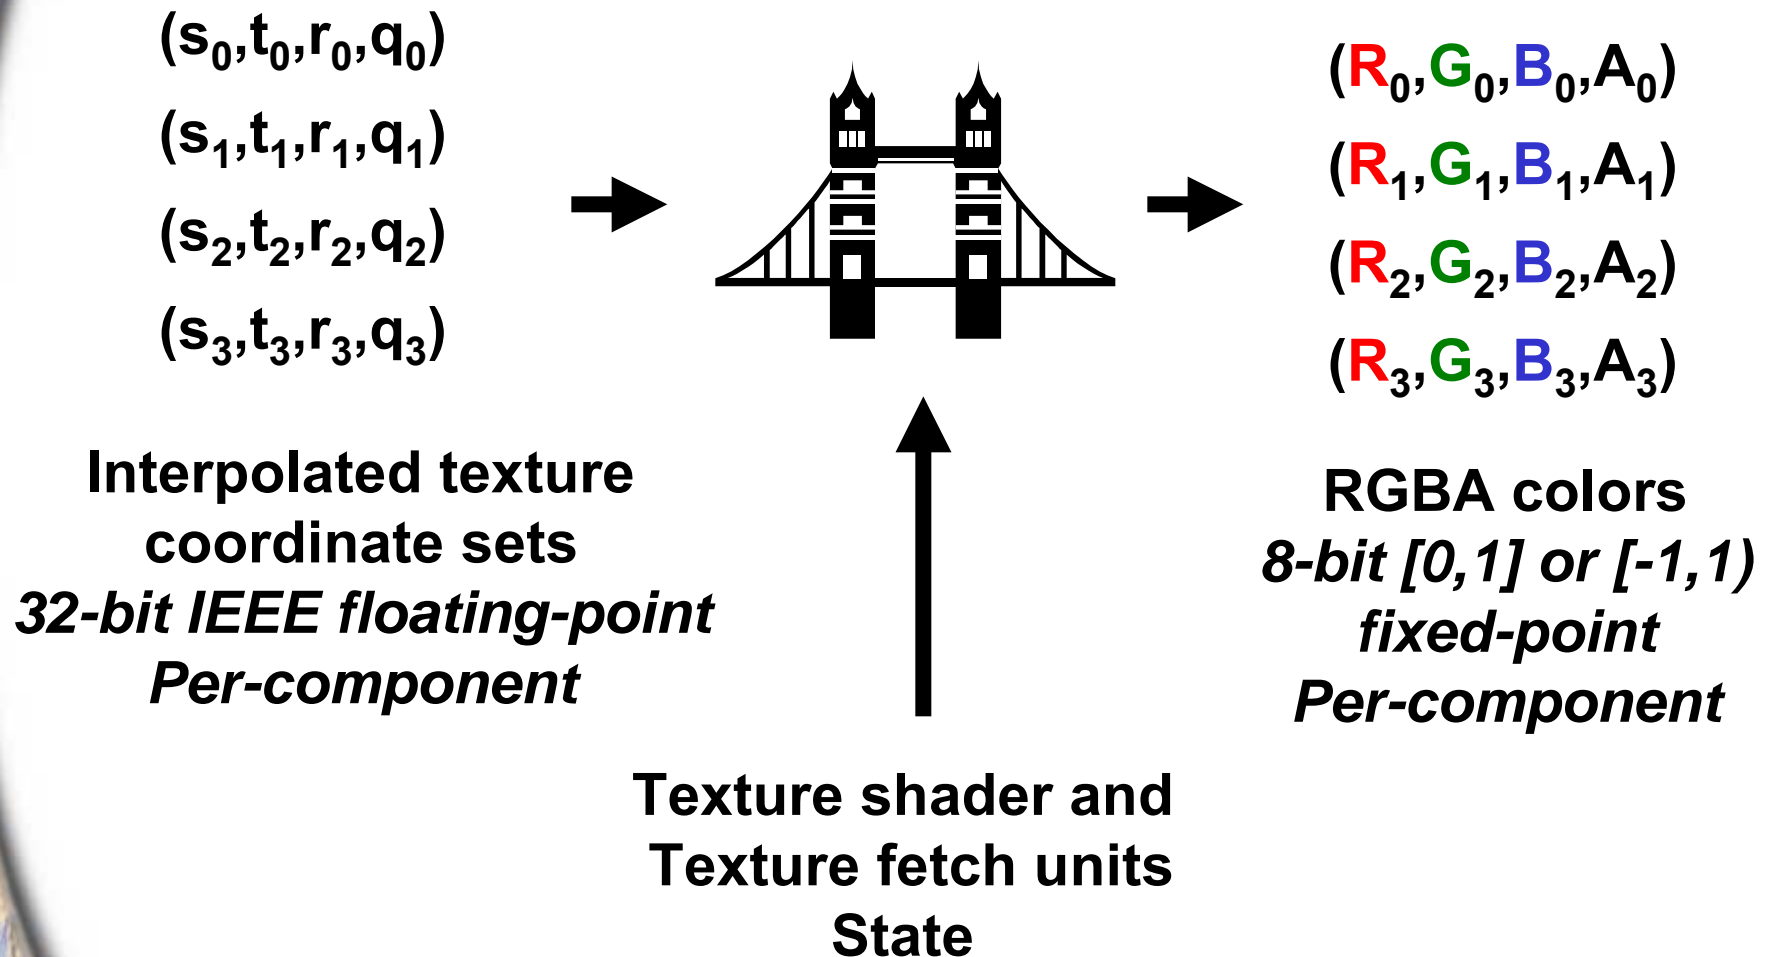 (s₀,t₀,r₀,q₀)
(s₁,t₁,r₁,q₁)
(s₂,t₂,r₂,q₂)
(s₃,t₃,r₃,q₃)
Interpolated texture
coordinate sets
32-bit IEEE floating-point
Per-component
(R₀,G₀,B₀,A₀)
(R₁,G₁,B₁,A₁)
(R₂,G₂,B₂,A₂)
(R₃,G₃,B₃,A₃)
RGBA colors
8-bit [0,1] or [-1,1)
fixed-point
Per-component
Texture shader and
Texture fetch units
State